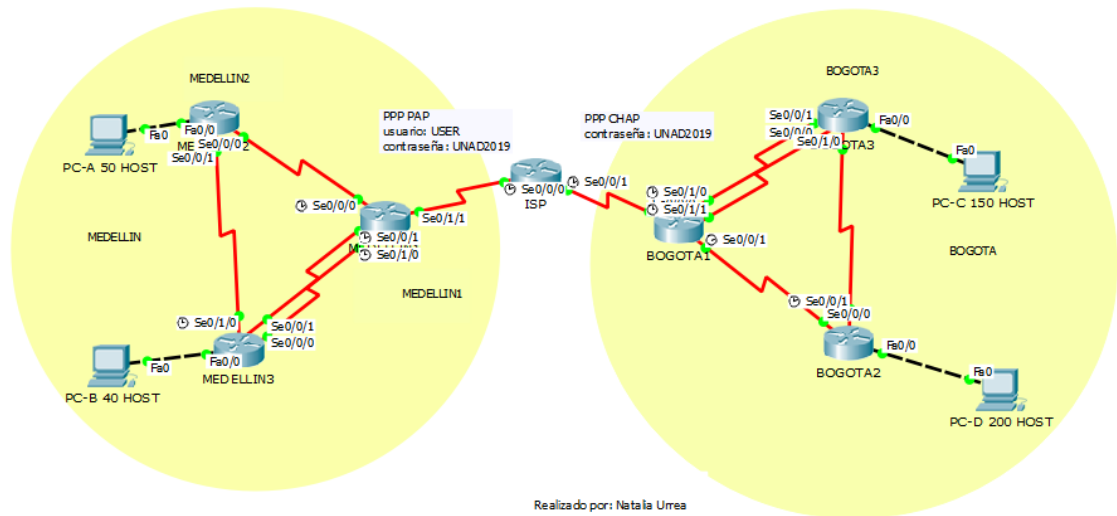 MEDELLIN2
Fa0/0
Fa0
Se0/0/0
Se0/0/1
PC-A 50 HOST
MEDELLIN
PPP PAP
usuario: USER
contraseña: UNAD2019
Se0/0/0
Se0/1/1
Se0/0/1
Se0/1/0
MEDELLIN1
Se0/1/0
Se0/0/1
Se0/0/0
Fa0/0
Fa0
MEDELLIN3
PC-B 40 HOST
Se0/0/0
ISP
Se0/0/1
PPP CHAP
contraseña: UNAD2019
BOGOTA3
Se0/0/1
Se0/0/0
Se0/1/0
Fa0/0
Fa0
PC-C 150 HOST
Se0/1/0
Se0/1/1
Se0/0/1
BOGOTA1
BOGOTA
Se0/0/1
Se0/0/0
Fa0/0
Fa0
BOGOTA2
PC-D 200 HOST
Realizado por: Natalia Urrea